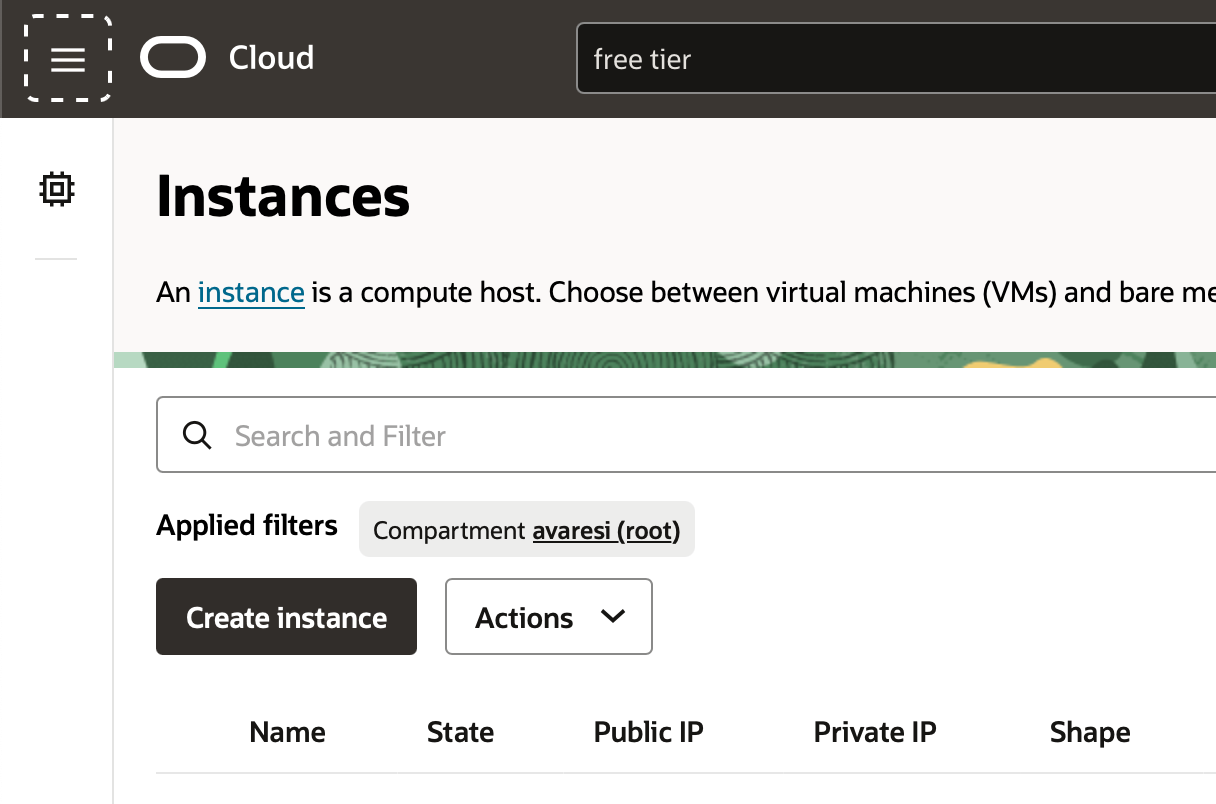 Cloud
free tier
Instances
An instance is a compute host. Choose between virtual machines (VMs) and bare me
Search and Filter
Applied filters Compartment avaresi (root)
Create instance Actions
Name State Public IP Private IP Shape